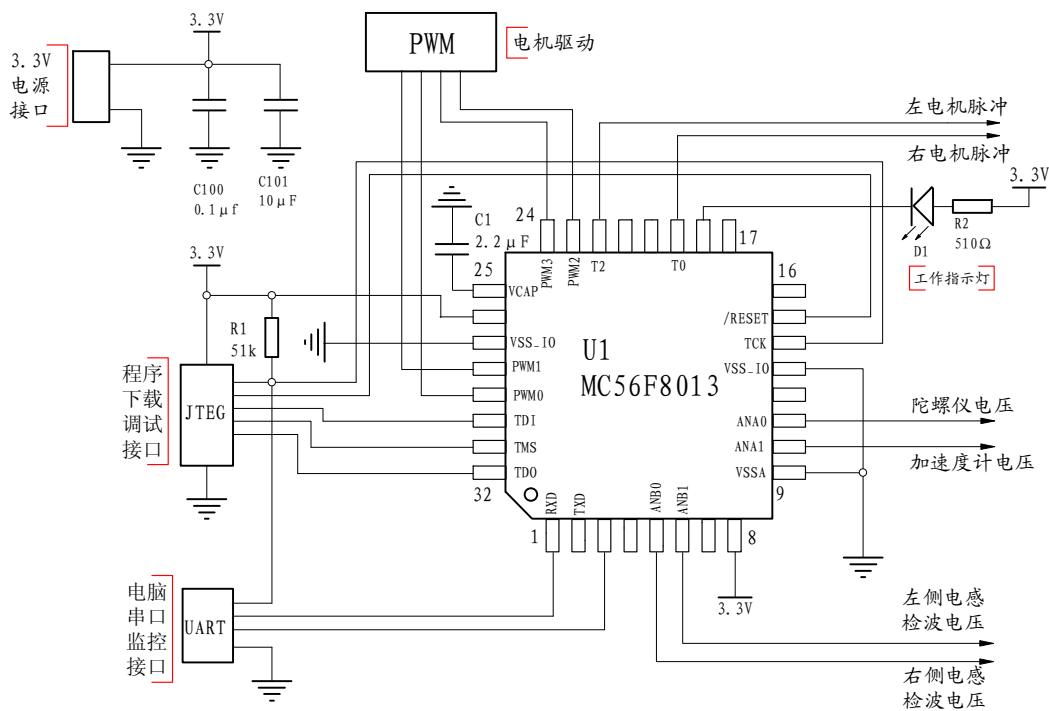 3.3V
电源
接口
3.3V
C100
0.1μf
C101
10μF
PWM
电机驱动
左电机脉冲
右电机脉冲
3.3V
R2
510Ω
D1
工作指示灯
C1
2.2μF
24
17
PWM3
PWM2
T2
T0
25
16
VCAP
VSS_IO
PWM1
PWM0
TDI
TMS
TDO
32
U1
MC56F8013
/RESET
TCK
VSS_IO
ANA0
ANA1
VSSA
9
陀螺仪电压
加速度计电压
3.3V
R1
51k
程序
下载
调试
接口
JTEG
RXD
TXD
ANB0
ANB1
1
8
3.3V
电脑
串口
监控
接口
UART
左侧电感
检波电压
右侧电感
检波电压